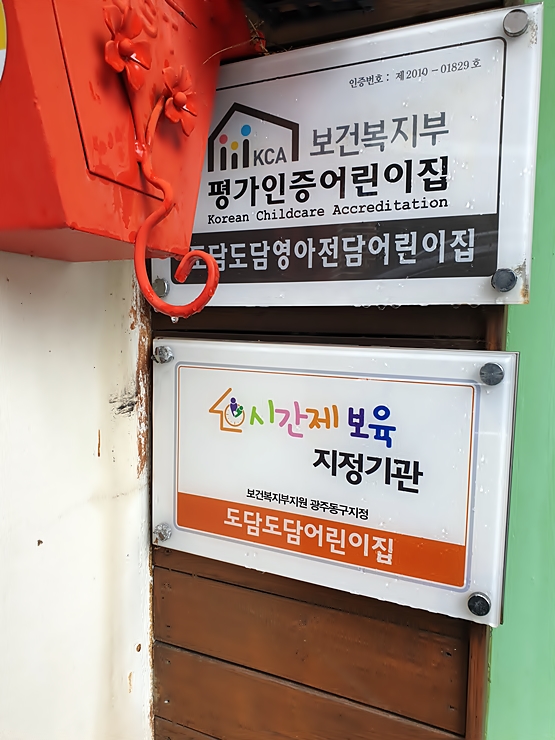 인증번호 : 제2010-01829호
KCA 보건복지부
평가인증어린이집
Korean Childcare Accreditation
도담도담영아전담어린이집
시간제 보육
지정기관
보건복지부지원 광주동구지정
도담도담어린이집